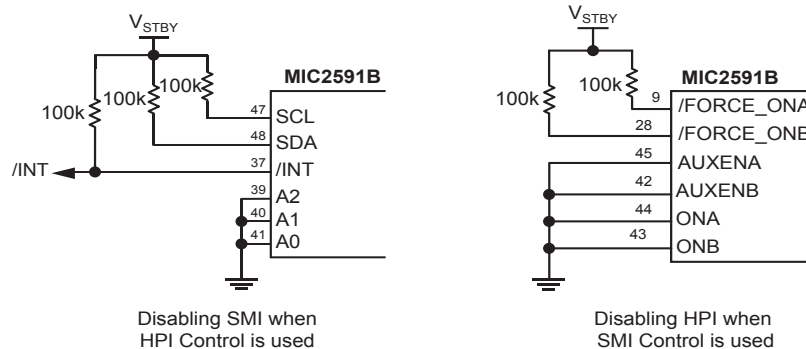 VSTBY
MIC2591B
100k
100k
100k
47
SCL
48
SDA
/INT
37
/INT
39
A2
40
A1
41
A0
Disabling SMI when
HPI Control is used
VSTBY
MIC2591B
100k
100k
9
/FORCE_ONA
28
/FORCE_ONB
45
AUXENA
42
AUXENB
44
ONA
43
ONB
Disabling HPI when
SMI Control is used